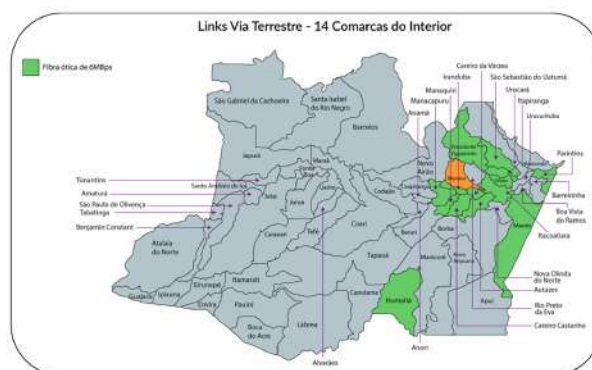 Links Via Terrestre - 14 Comarcas do Interior
Fibra ótica de 6MBps
Careiro da Várzea
Iranduba
São Sebastião do Uatumã
Manaquiri
Urucará
Manacapuru
Itapiranga
Anamã
Urucurituba
São Gabriel da Cachoeira
Santa Isabel
do Rio Negro
Barcelos
Parintins
Japurá
Maraã
Novo
Airão
Tonantins
Santo Antônio do Içá
Codajás
Barreirinha
Amaturá
Jutaí
Juruá
Boa Vista
do Ramos
São Paulo de Olivença
Tabatinga
Tefé
Coari
Beruri
Borba
Maués
Itacoatiara
Benjamin Constant
Carauari
Tapauá
Manicoré
Atalaia
do Norte
Nova Olinda
do Norte
Itamarati
Autazes
Eirunepé
Canutama
Humaitá
Apuí
Rio Preto
da Eva
Guajará
Ipixuna
Envira
Pauini
Lábrea
Careiro Castanho
Boca
do Acre
Anori
Alvarães